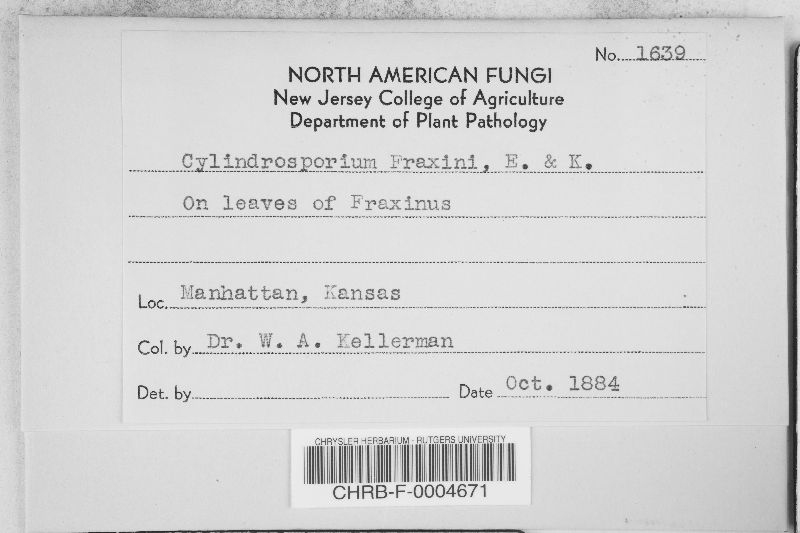 No. 1639
NORTH AMERICAN FUNGI
New Jersey College of Agriculture
Department of Plant Pathology
Cylindrosporium Fraxini, E. & K.
On leaves of Fraxinus
Loc. Manhattan, Kansas
Col. by Dr. W. A. Kellerman
Det. by Date Oct. 1884
CHRYSLER HERBARIUM - RUTGERS UNIVERSITY
CHRB-F-0004671